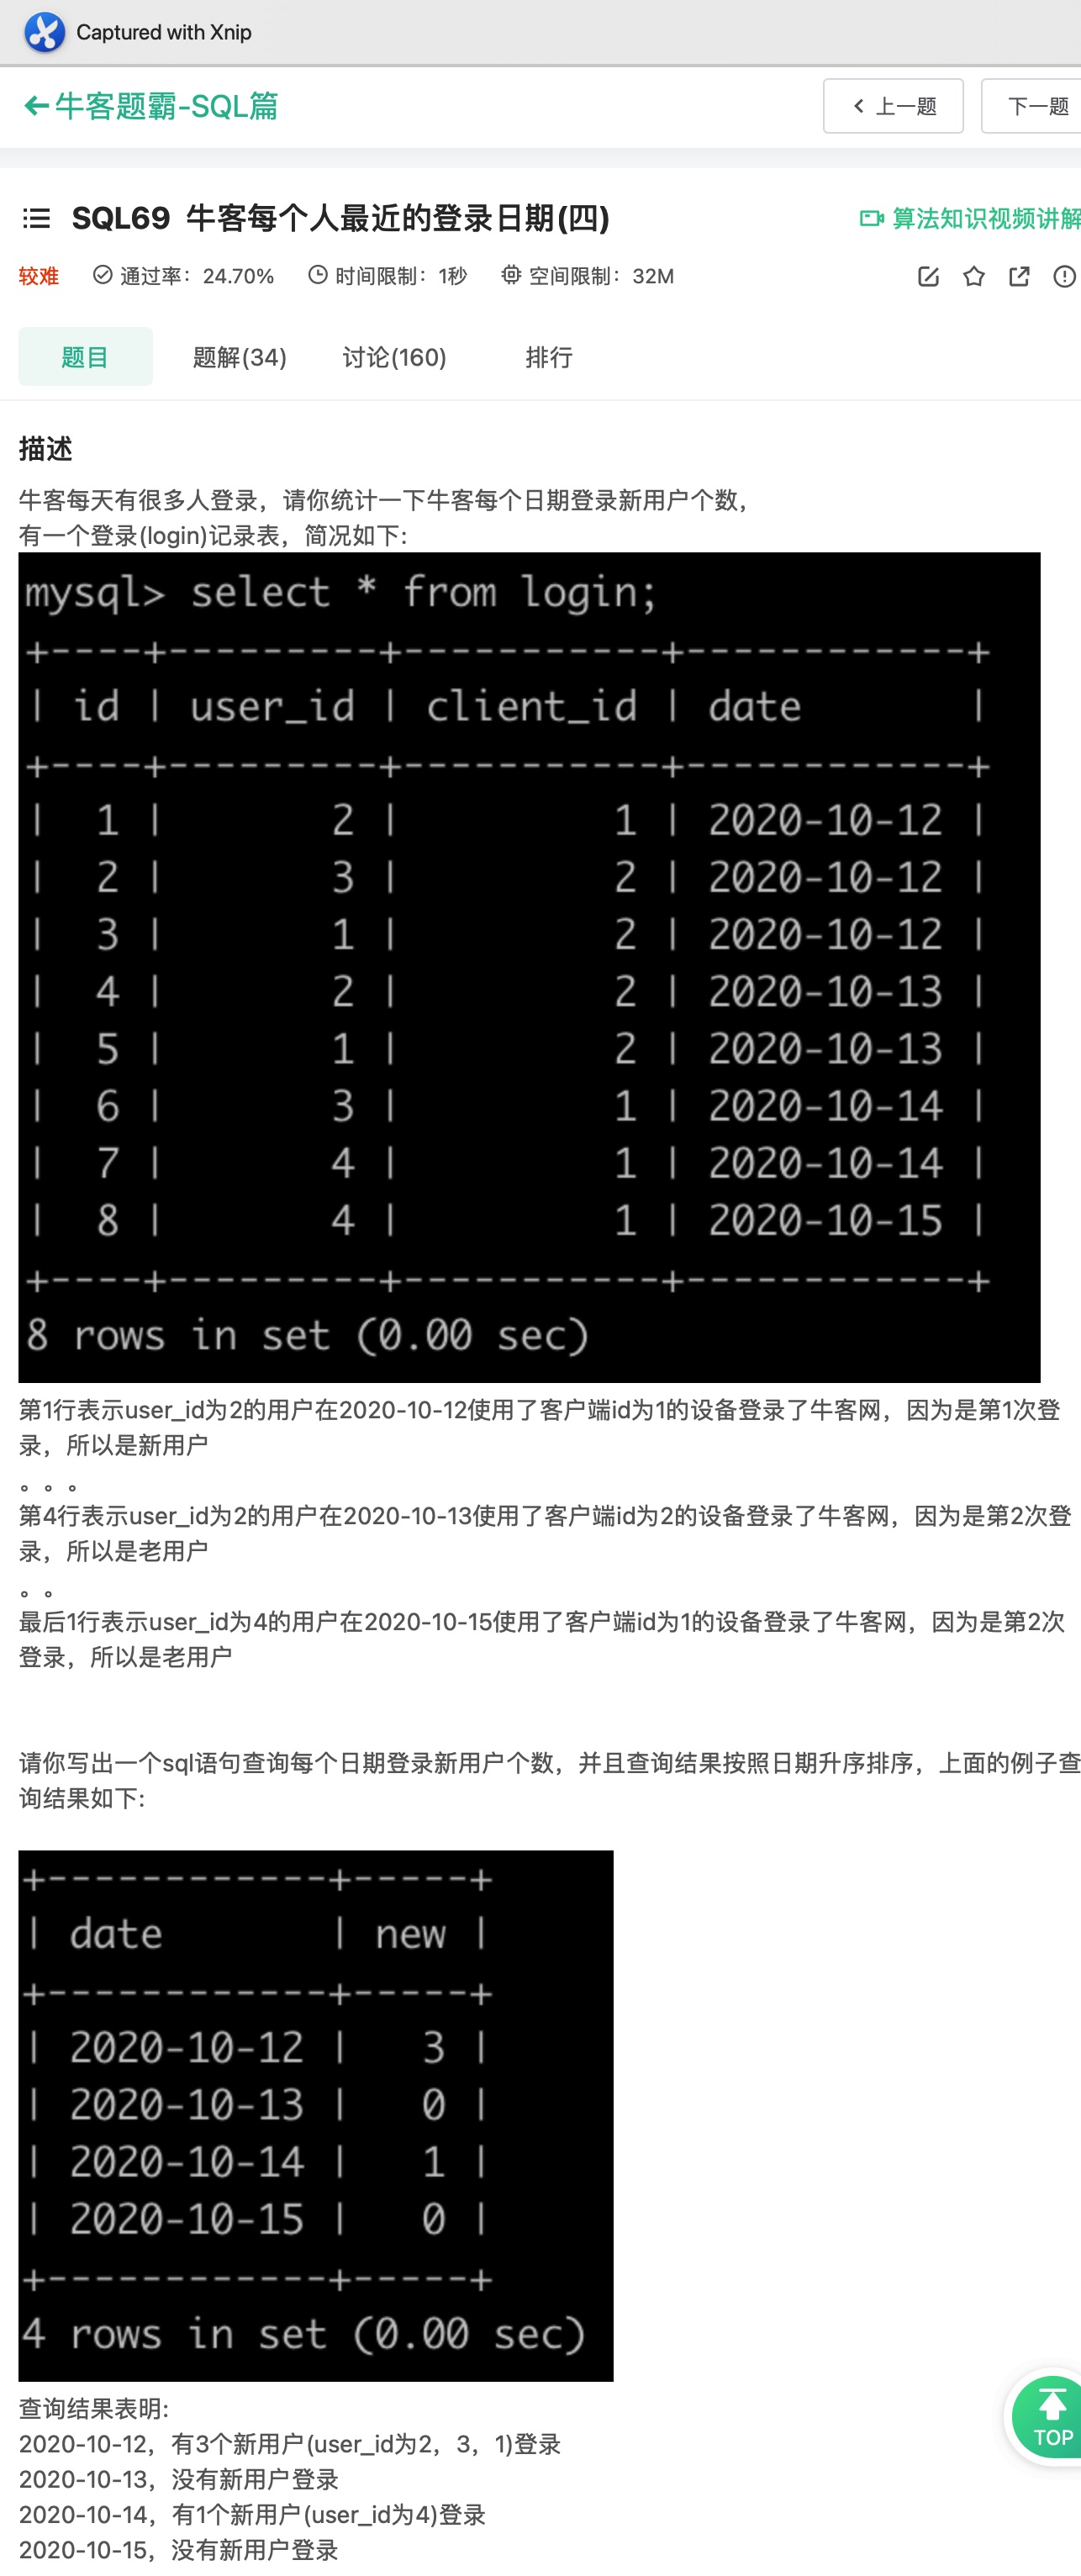 Captured with Xnip
牛客题霸-SQL篇
上一题
下一题
SQL69 牛客每个人最近的登录日期(四)
算法知识视频讲解
较难 通过率：24.70% 时间限制：1秒 空间限制：32M
题目 题解(34) 讨论(160) 排行
描述
牛客每天有很多人登录，请你统计一下牛客每个日期登录新用户个数，
有一个登录(login)记录表，简况如下:
mysql> select * from login;
+----+---------+-----------+------------+
| id | user_id | client_id | date       |
+----+---------+-----------+------------+
|  1 |       2 |         1 | 2020-10-12 |
|  2 |       3 |         2 | 2020-10-12 |
|  3 |       1 |         2 | 2020-10-12 |
|  4 |       2 |         2 | 2020-10-13 |
|  5 |       1 |         2 | 2020-10-13 |
|  6 |       3 |         1 | 2020-10-14 |
|  7 |       4 |         1 | 2020-10-14 |
|  8 |       4 |         1 | 2020-10-15 |
+----+---------+-----------+------------+
8 rows in set (0.00 sec)
第1行表示user_id为2的用户在2020-10-12使用了客户端id为1的设备登录了牛客网，因为是第1次登
录，所以是新用户
。。。
第4行表示user_id为2的用户在2020-10-13使用了客户端id为2的设备登录了牛客网，因为是第2次登
录，所以是老用户
。。
最后1行表示user_id为4的用户在2020-10-15使用了客户端id为1的设备登录了牛客网，因为是第2次
登录，所以是老用户
请你写出一个sql语句查询每个日期登录新用户个数，并且查询结果按照日期升序排序，上面的例子查
询结果如下:
+------------+-----+
| date       | new |
+------------+-----+
| 2020-10-12 |   3 |
| 2020-10-13 |   0 |
| 2020-10-14 |   1 |
| 2020-10-15 |   0 |
+------------+-----+
4 rows in set (0.00 sec)
查询结果表明:
2020-10-12，有3个新用户(user_id为2，3，1)登录
2020-10-13，没有新用户登录
2020-10-14，有1个新用户(user_id为4)登录
2020-10-15，没有新用户登录
TOP